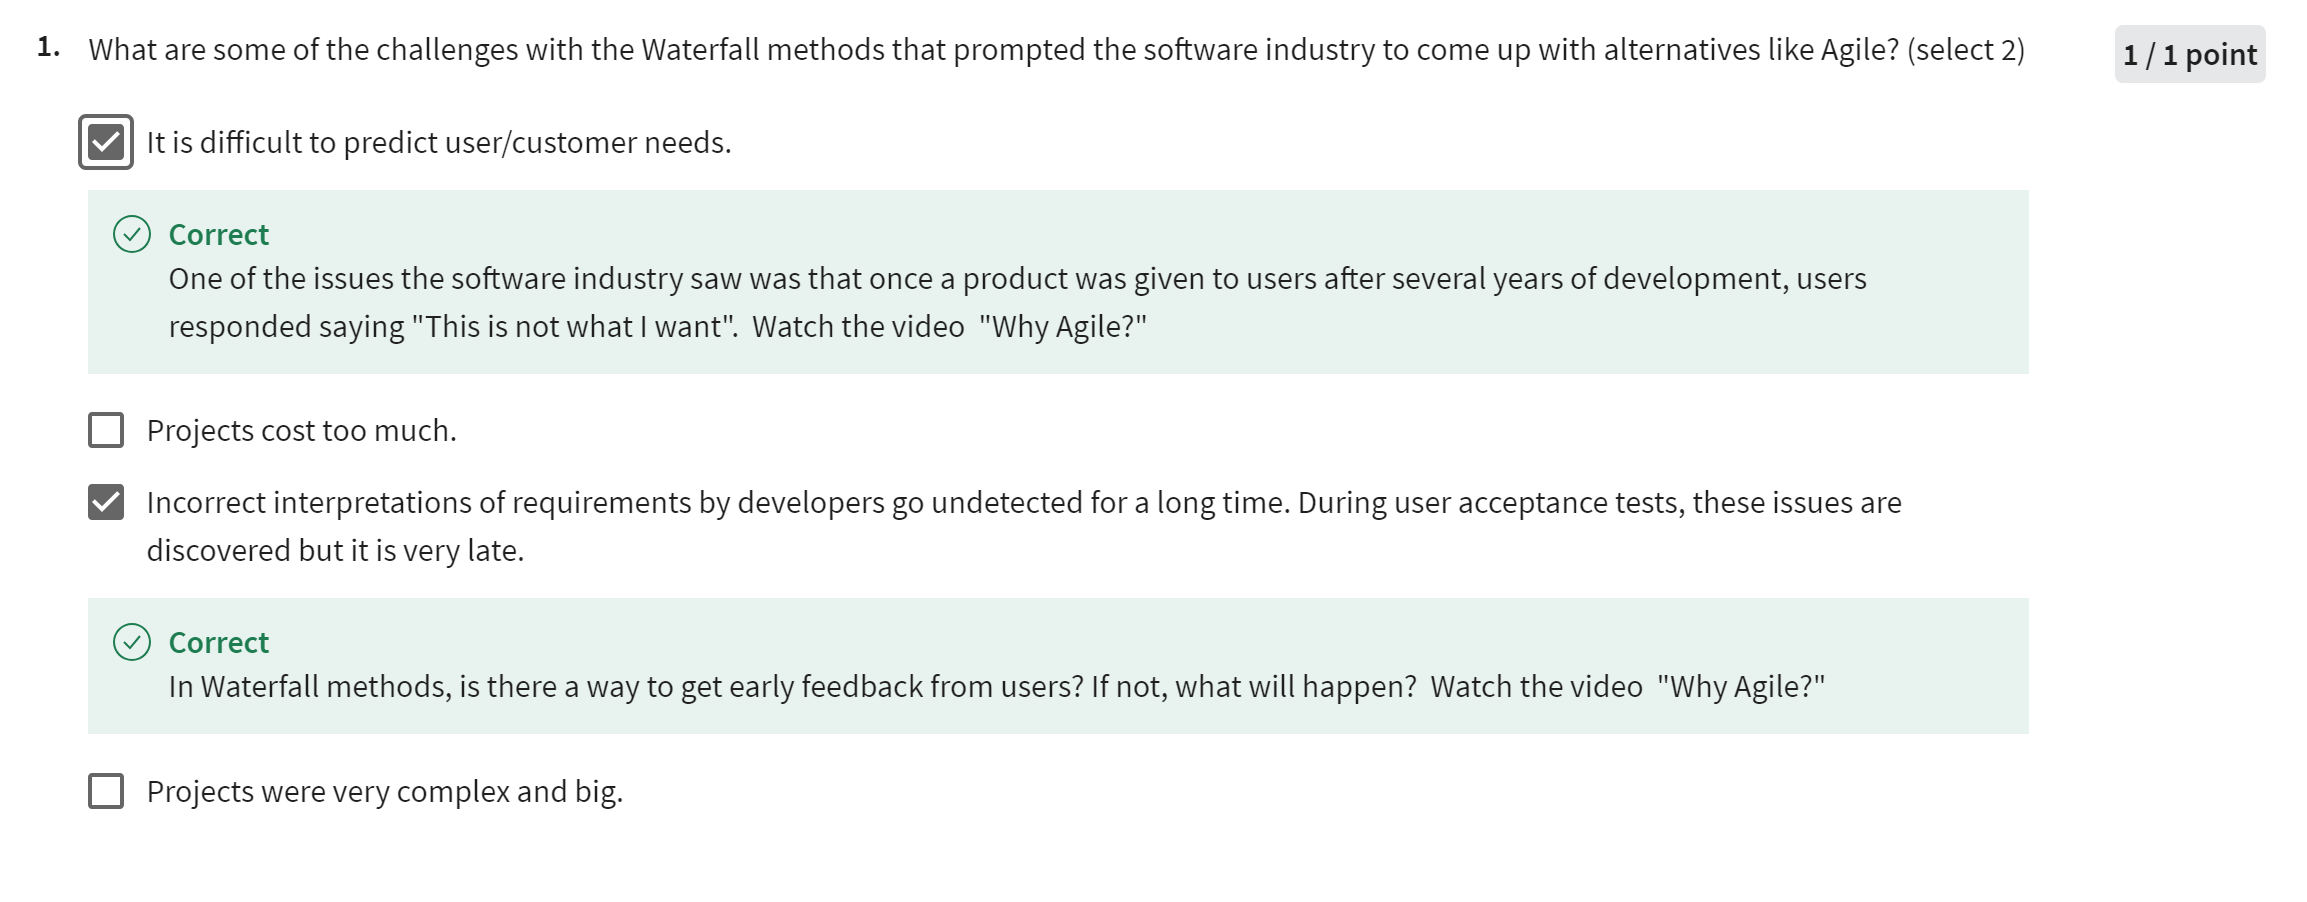 1. What are some of the challenges with the Waterfall methods that prompted the software industry to come up with alternatives like Agile? (select 2)
1 / 1 point
It is difficult to predict user/customer needs.
Correct
One of the issues the software industry saw was that once a product was given to users after several years of development, users
responded saying "This is not what I want".  Watch the video  "Why Agile?"
Projects cost too much.
Incorrect interpretations of requirements by developers go undetected for a long time. During user acceptance tests, these issues are
discovered but it is very late.
Correct
In Waterfall methods, is there a way to get early feedback from users? If not, what will happen?  Watch the video  "Why Agile?"
Projects were very complex and big.